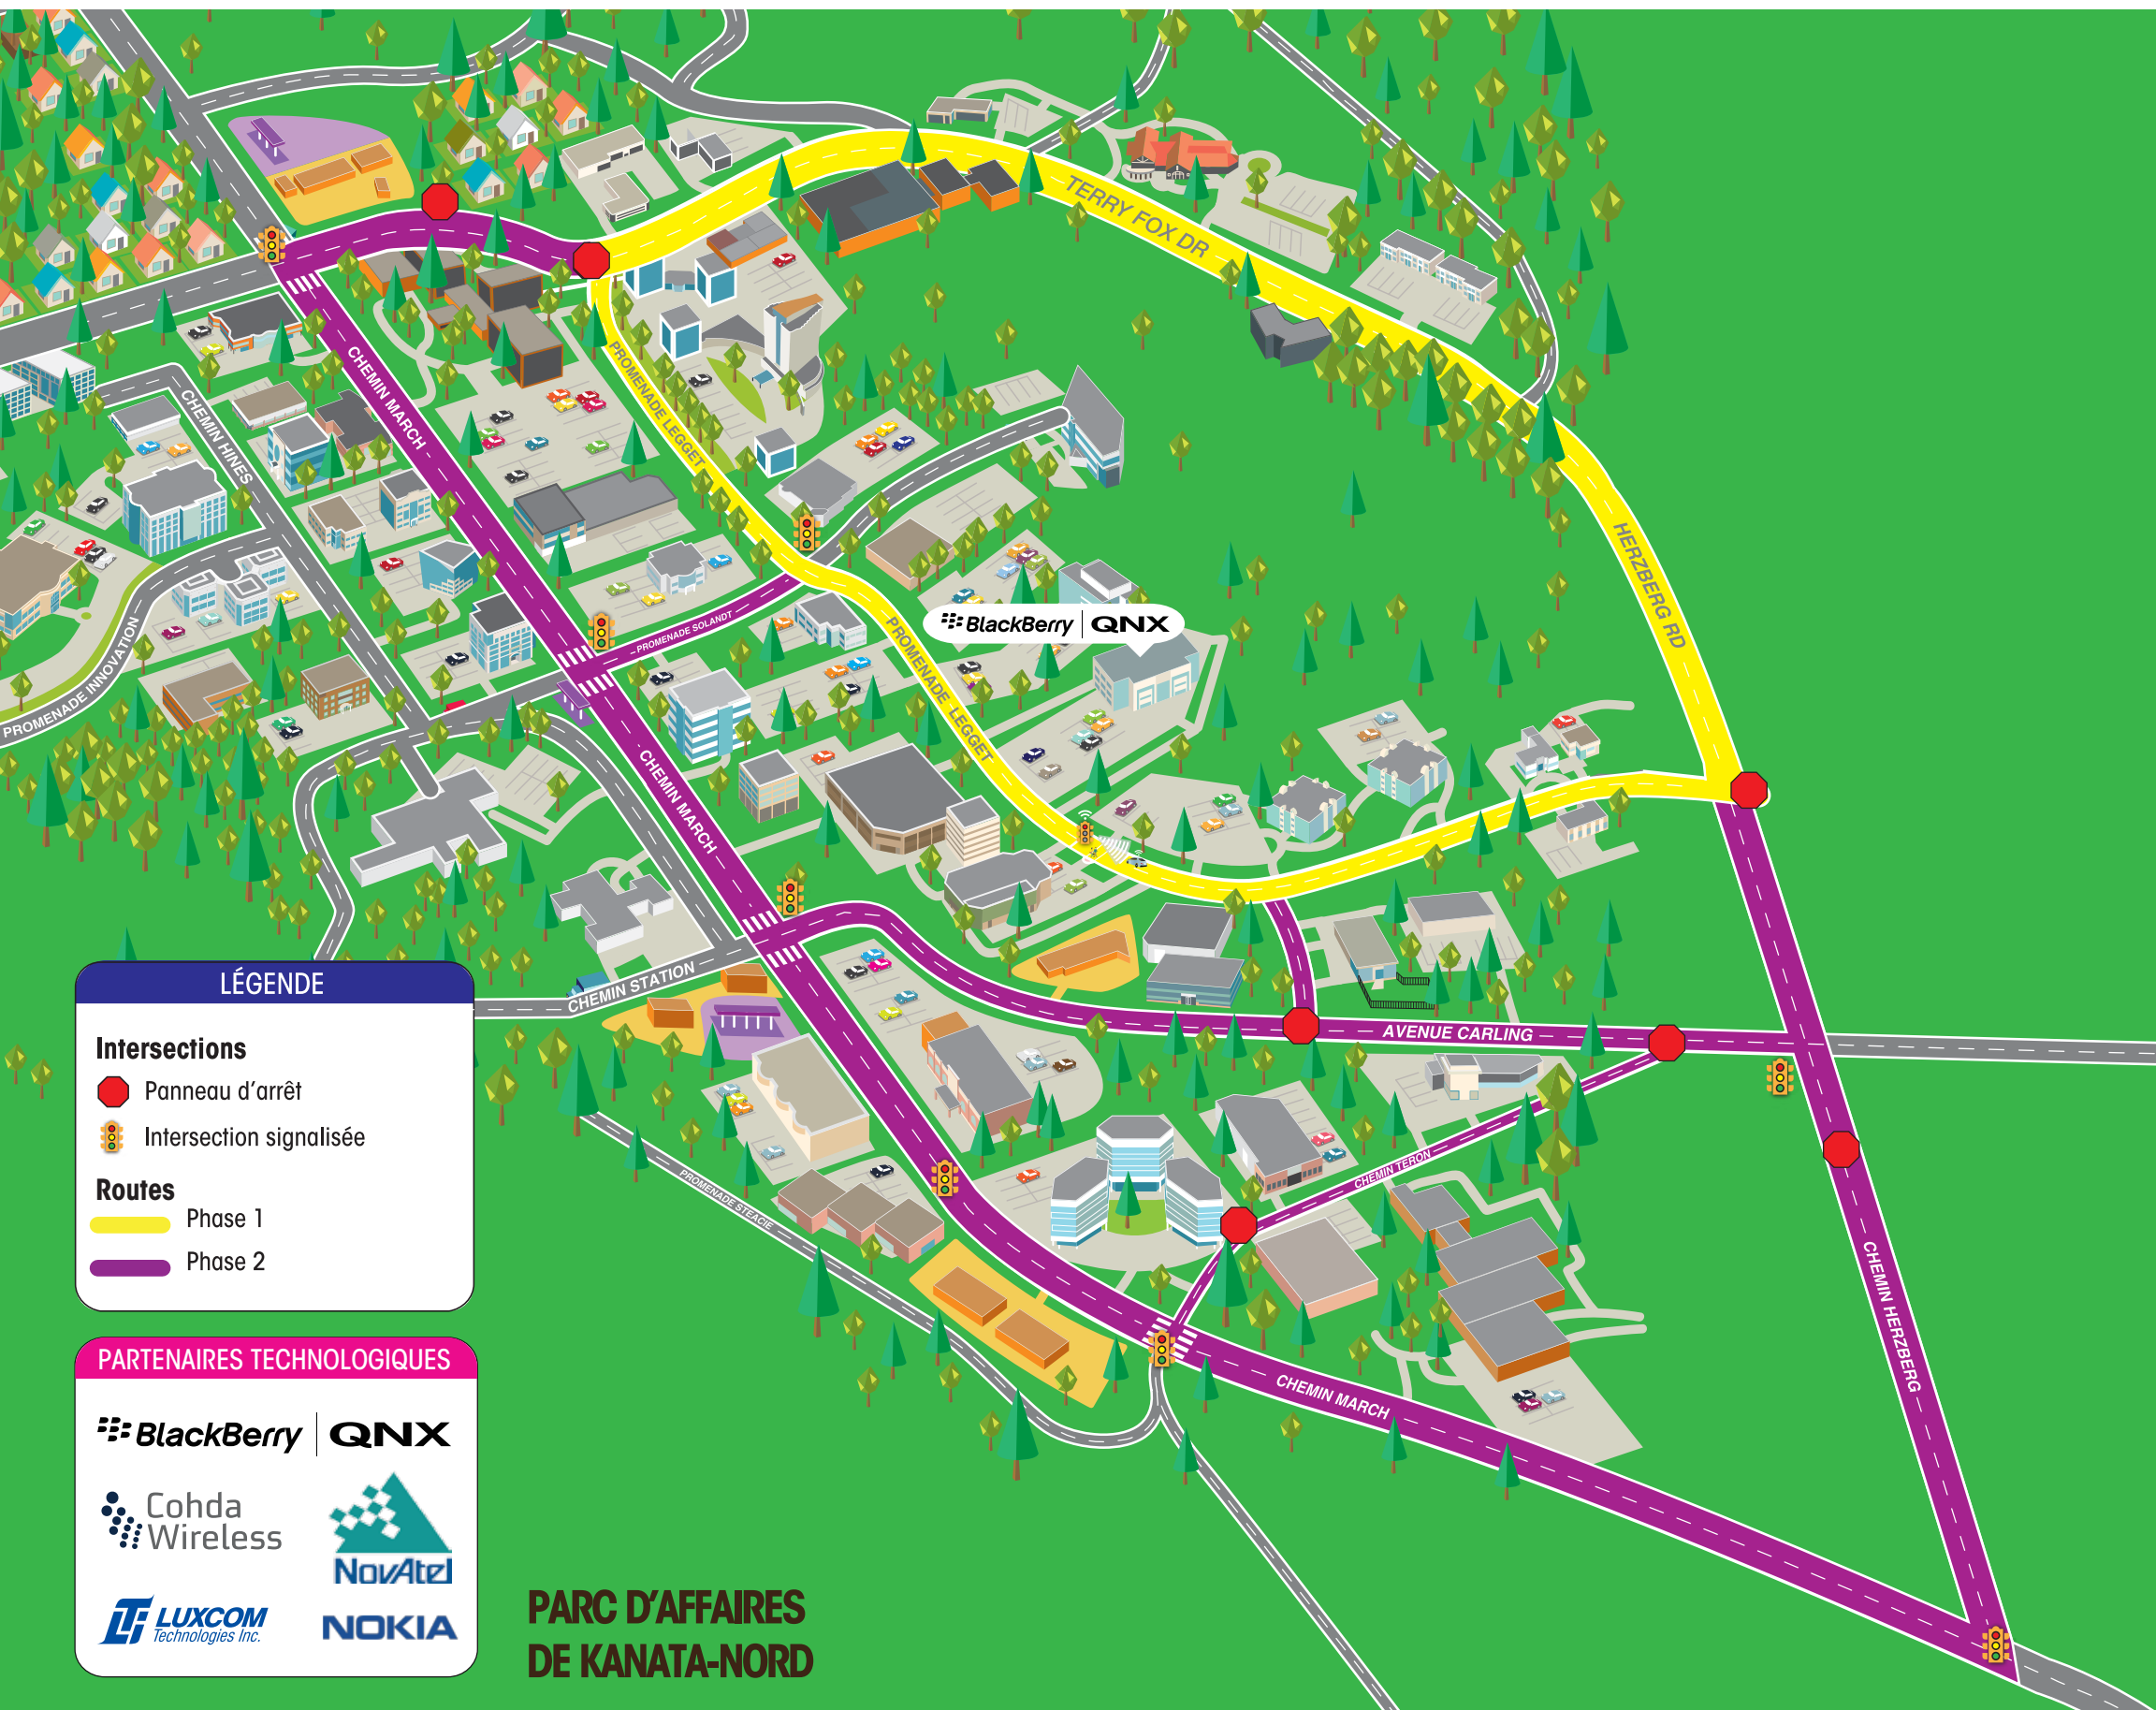 TERRY FOX DR
CHEMIN MARCH
PROMENADE LEGGET
CHEMIN HINES
HERZBERG RD
PROMENADE SOLANDT
BlackBerry | QNX
PROMENADE LEGGET
PROMENADE INNOVATION
CHEMIN MARCH
CHEMIN STATION
AVENUE CARLING
CHEMIN TERON
PROMENADE STEACIE
CHEMIN HERZBERG
CHEMIN MARCH
LÉGENDE
Intersections
Panneau d'arrêt
Intersection signalisée
Routes
Phase 1
Phase 2
PARTENAIRES TECHNOLOGIQUES
BlackBerry | QNX
Cohda
Wireless
NovAtel
LUXCOM
Technologies Inc.
NOKIA
PARC D'AFFAIRES
DE KANATA-NORD